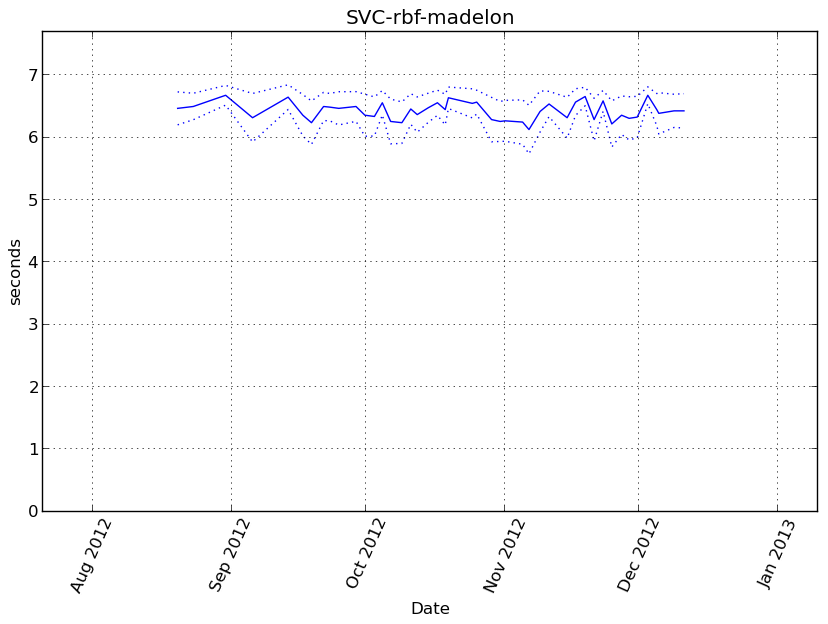 SVC-rbf-madelon
7
6
5
4
3
2
1
0
seconds
Aug 2012
Sep 2012
Oct 2012
Nov 2012
Dec 2012
Jan 2013
Date